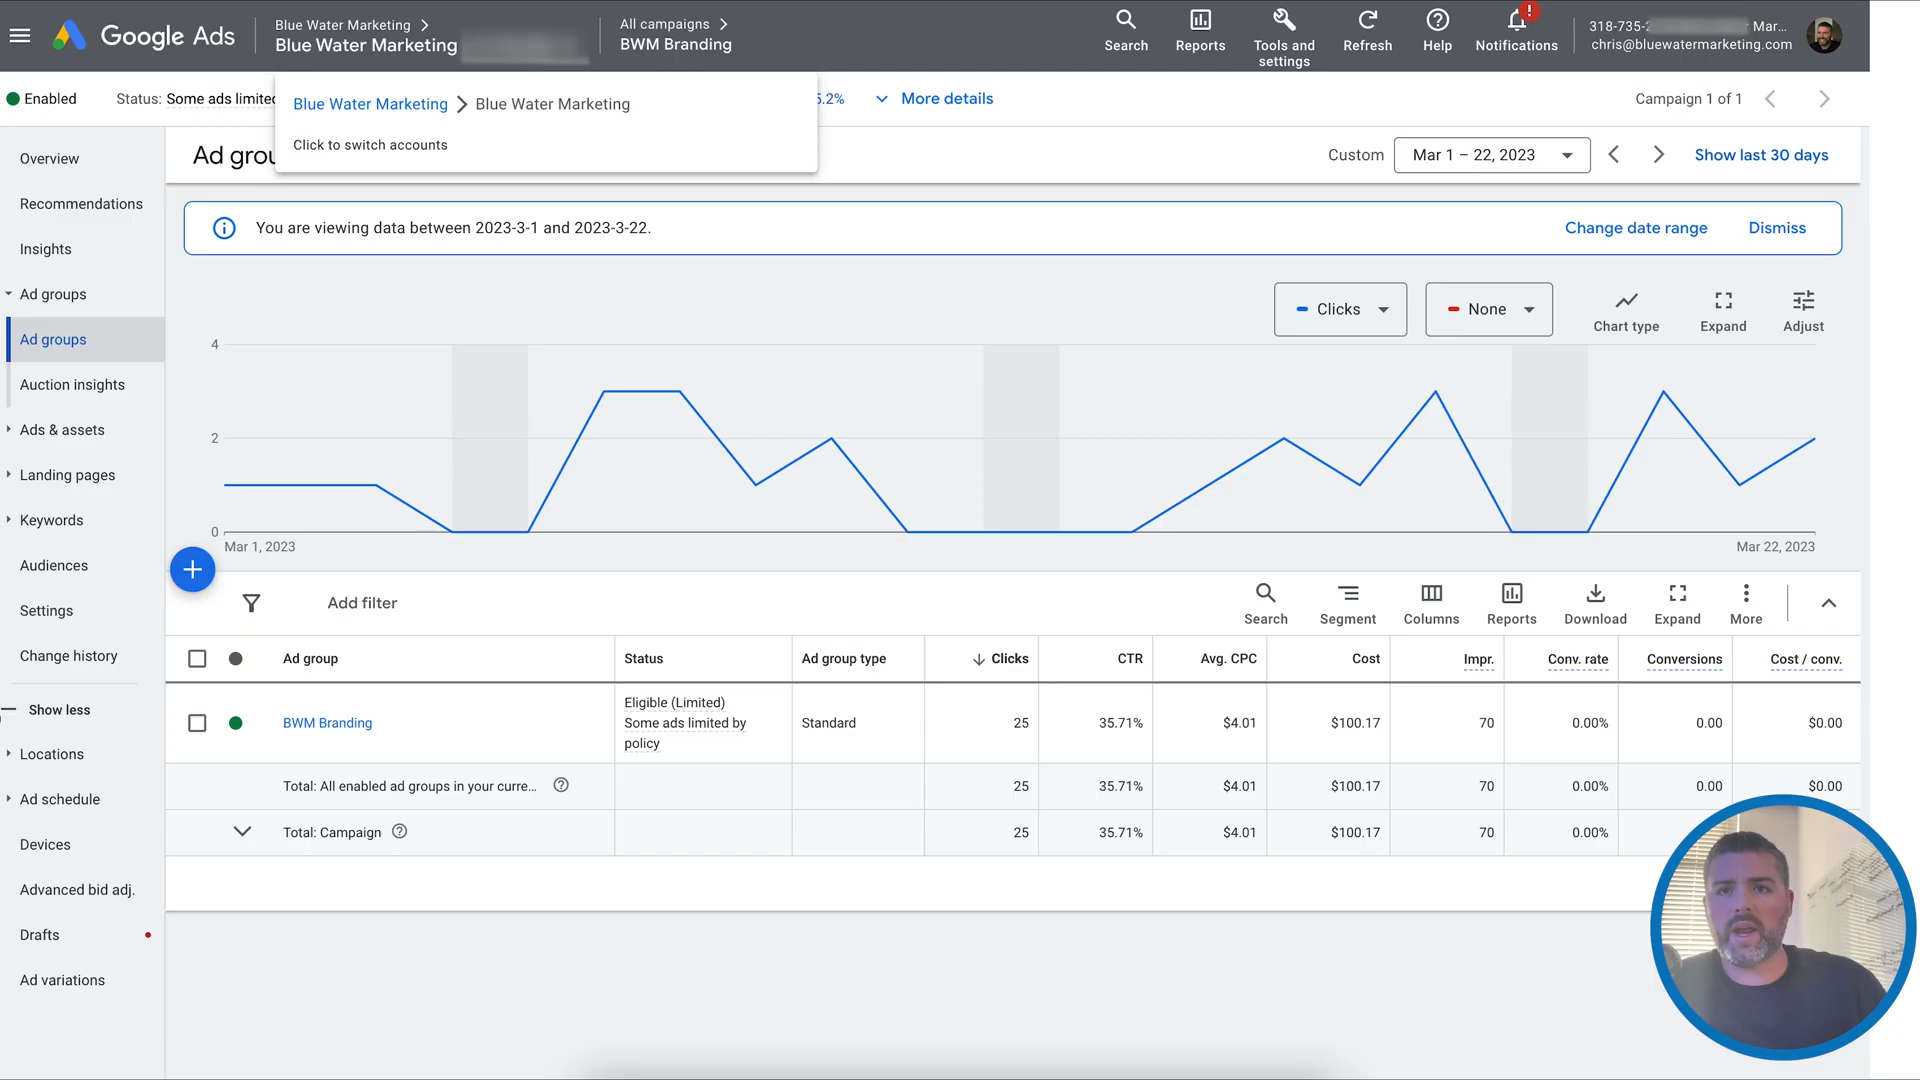 Google Ads
Blue Water Marketing
Blue Water Marketing
All campaigns
BWM Branding
Search
Reports
Tools and
settings
Refresh
Help
Notifications
!
318-735-2
Mar...
chris@bluewatermarketing.com
Enabled
Status: Some ads limited
5.2%
More details
Campaign 1 of 1
Blue Water Marketing > Blue Water Marketing
Click to switch accounts
Overview
Recommendations
Insights
Ad groups
Ad groups
Auction insights
Ads & assets
Landing pages
Keywords
Audiences
Settings
Change history
Show less
Locations
Ad schedule
Devices
Advanced bid adj.
Drafts
Ad variations
Ad grou
Custom
Mar 1 – 22, 2023
Show last 30 days
You are viewing data between 2023-3-1 and 2023-3-22.
Change date range
Dismiss
Clicks
None
Chart type
Expand
Adjust
4
2
0
Mar 1, 2023
Mar 22, 2023
Add filter
Search
Segment
Columns
Reports
Download
Expand
More
Ad group Status Ad group type Clicks CTR Avg. CPC Cost Impr. Conv. rate Conversions Cost / conv.
Eligible (Limited)
BWM Branding Some ads limited by Standard 25 35.71% $4.01 $100.17 70 0.00% 0.00 $0.00
policy
Total: All enabled ad groups in your curre... 25 35.71% $4.01 $100.17 70 0.00% 0.00 $0.00
Total: Campaign 25 35.71% $4.01 $100.17 70 0.00%